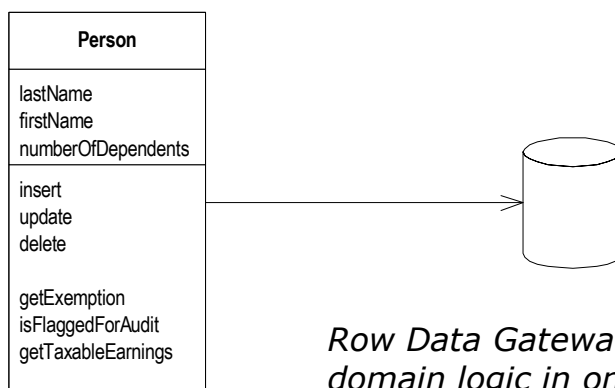 Person
lastName
firstName
numberOfDependents
insert
update
delete
getExemption
isFlaggedForAudit
getTaxableEarnings
Row Data Gatewa
domain logic in or